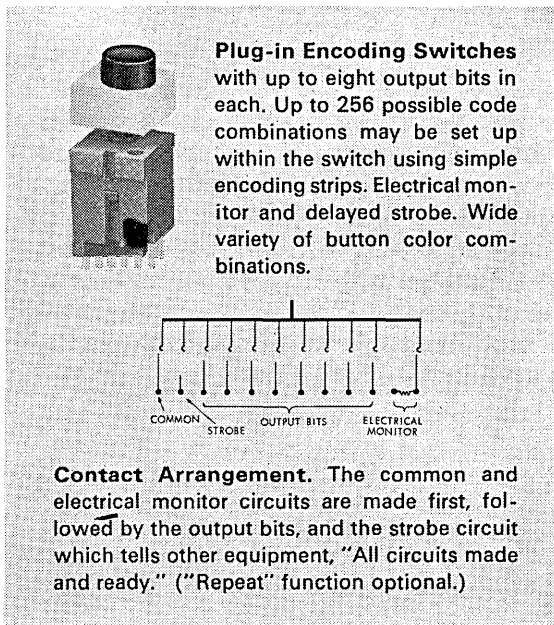 Plug-in Encoding Switches
with up to eight output bits in
each. Up to 256 possible code
combinations may be set up
within the switch using simple
encoding strips. Electrical mon-
itor and delayed strobe. Wide
variety of button color com-
binations.
COMMON
STROBE
OUTPUT BITS
ELECTRICAL
MONITOR
Contact Arrangement. The common and
electrical monitor circuits are made first, fol-
lowed by the output bits, and the strobe circuit
which tells other equipment, "All circuits made
and ready." ("Repeat" function optional.)